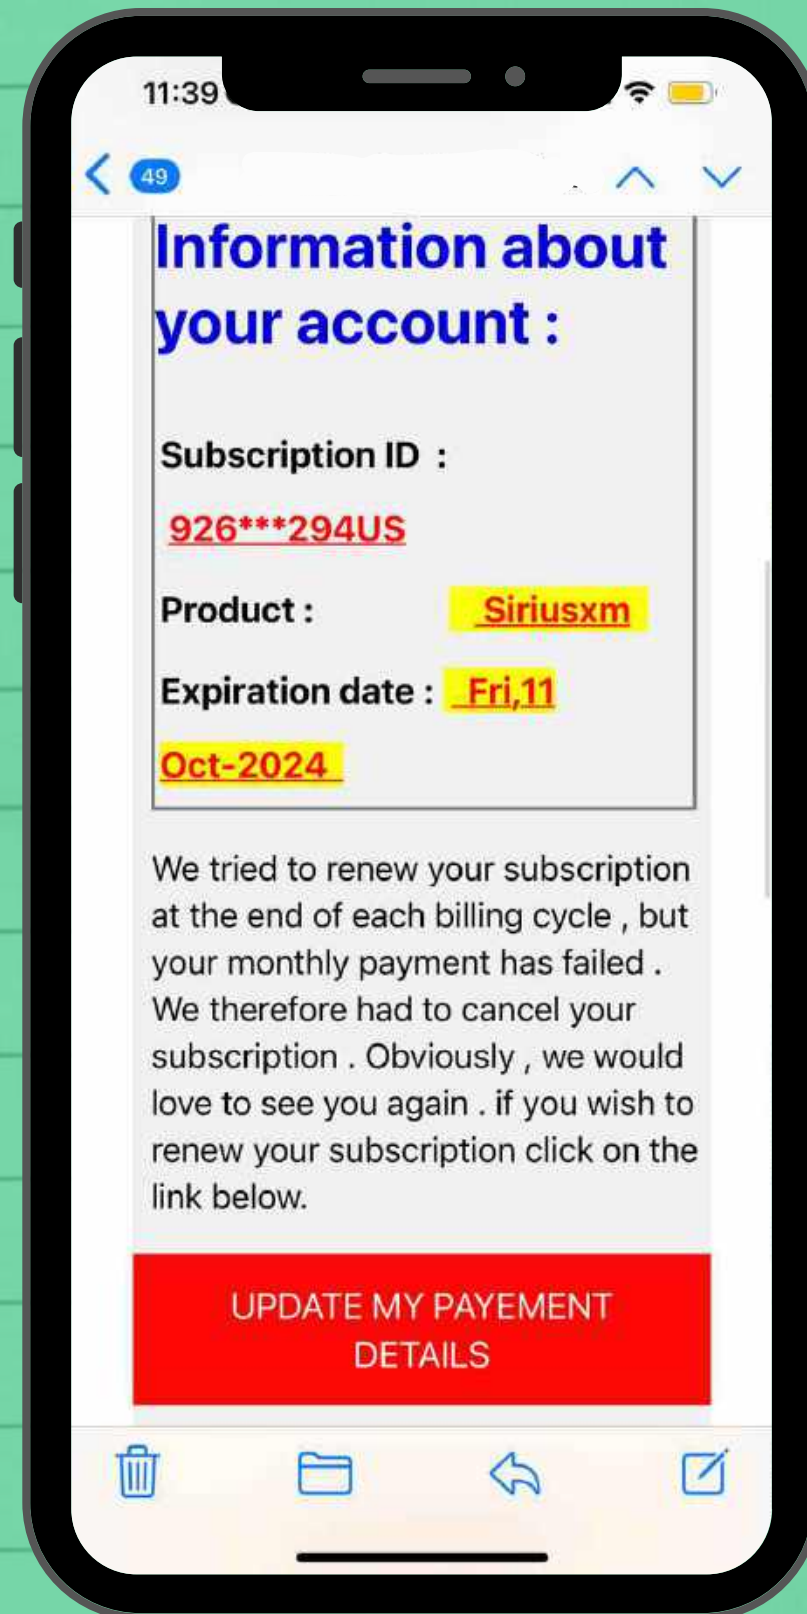 11:39
49
Information about
your account :
Subscription ID :
926***294US
Product : Siriusxm
Expiration date : Fri,11
Oct-2024
We tried to renew your subscription
at the end of each billing cycle , but
your monthly payment has failed .
We therefore had to cancel your
subscription . Obviously , we would
love to see you again . if you wish to
renew your subscription click on the
link below.
UPDATE MY PAYEMENT
DETAILS